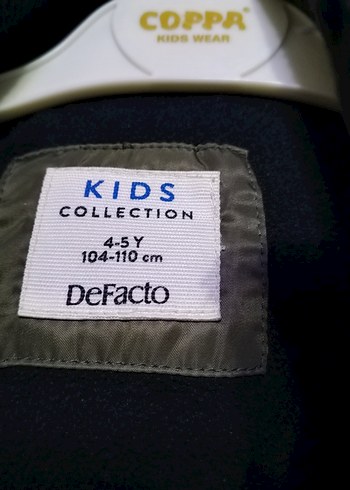 COPPA
KIDS WEAR
KIDS
COLLECTION
4-5 Y
104-110 cm
DeFacto